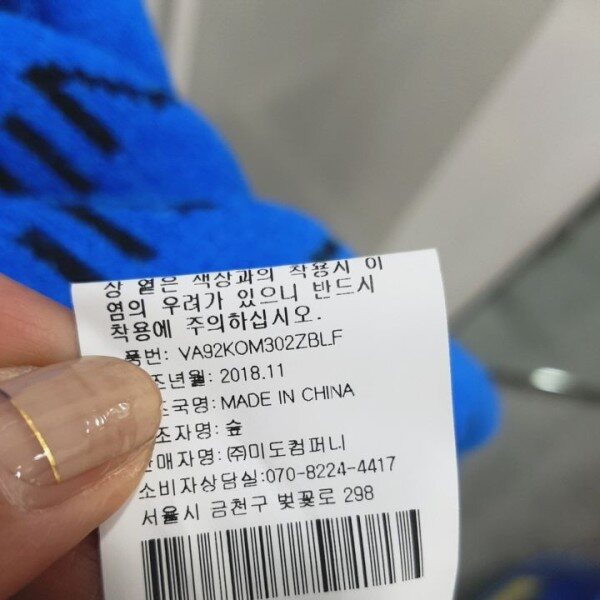 상 옅은 색상과의 착용시 이
염의 우려가 있으니 반드시
착용에 주의하십시오.
품번: VA92KOM302ZBLF
조년월: 2018.11
조국명: MADE IN CHINA
조자명: 숲
판매자명: ㈜미도컴퍼니
소비자상담실:070-8224-4417
서울시 금천구 벚꽃로 298